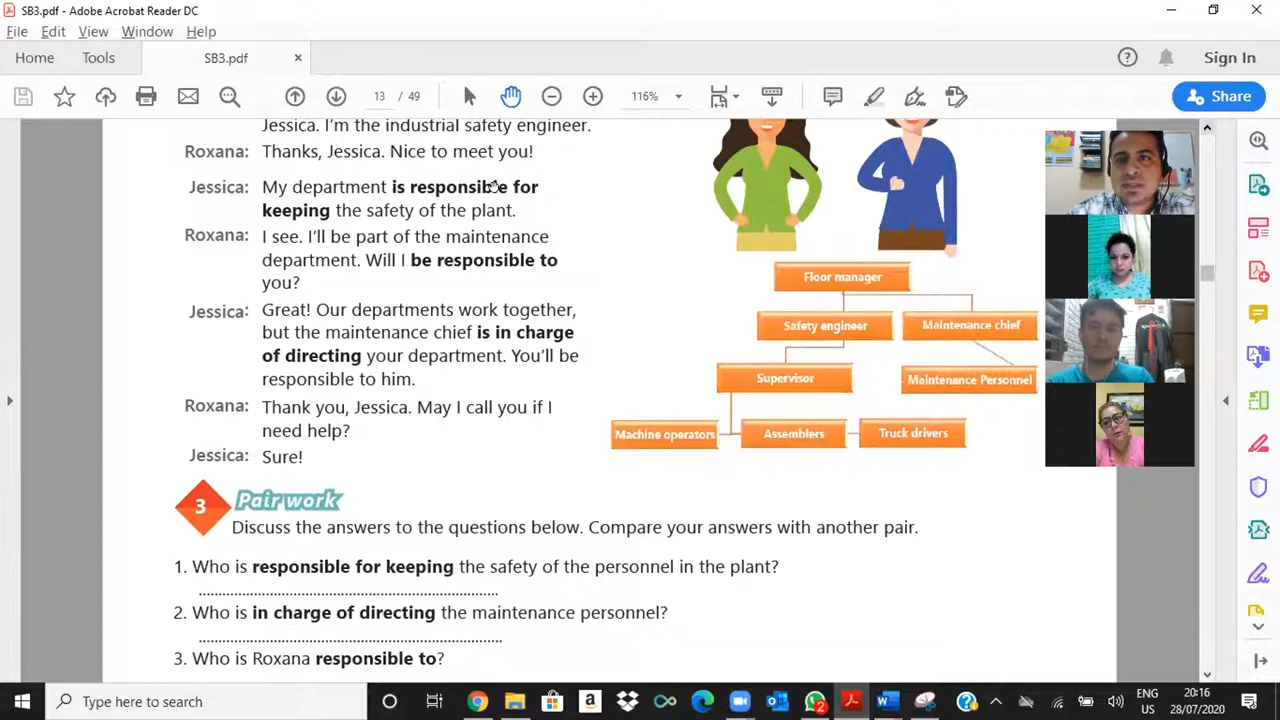 SB3.pdf - Adobe Acrobat Reader DC
File Edit View Window Help
Home Tools SB3.pdf × Sign In
13 / 49 116% Share
Jessica. I'm the industrial safety engineer.
Roxana: Thanks, Jessica. Nice to meet you!
Jessica: My department is responsible for
keeping the safety of the plant.
Roxana: I see. I'll be part of the maintenance
department. Will I be responsible to
you?
Jessica: Great! Our departments work together,
but the maintenance chief is in charge
of directing your department. You'll be
responsible to him.
Roxana: Thank you, Jessica. May I call you if I
need help?
Jessica: Sure!
Floor manager
Safety engineer Maintenance chief
Supervisor Maintenance Personnel
Machine operators Assemblers Truck drivers
3 Pair work
Discuss the answers to the questions below. Compare your answers with another pair.
1. Who is responsible for keeping the safety of the personnel in the plant?
..............................................................
2. Who is in charge of directing the maintenance personnel?
...............................................................
3. Who is Roxana responsible to?
Type here to search
2
ENG 20:16
US 28/07/2020